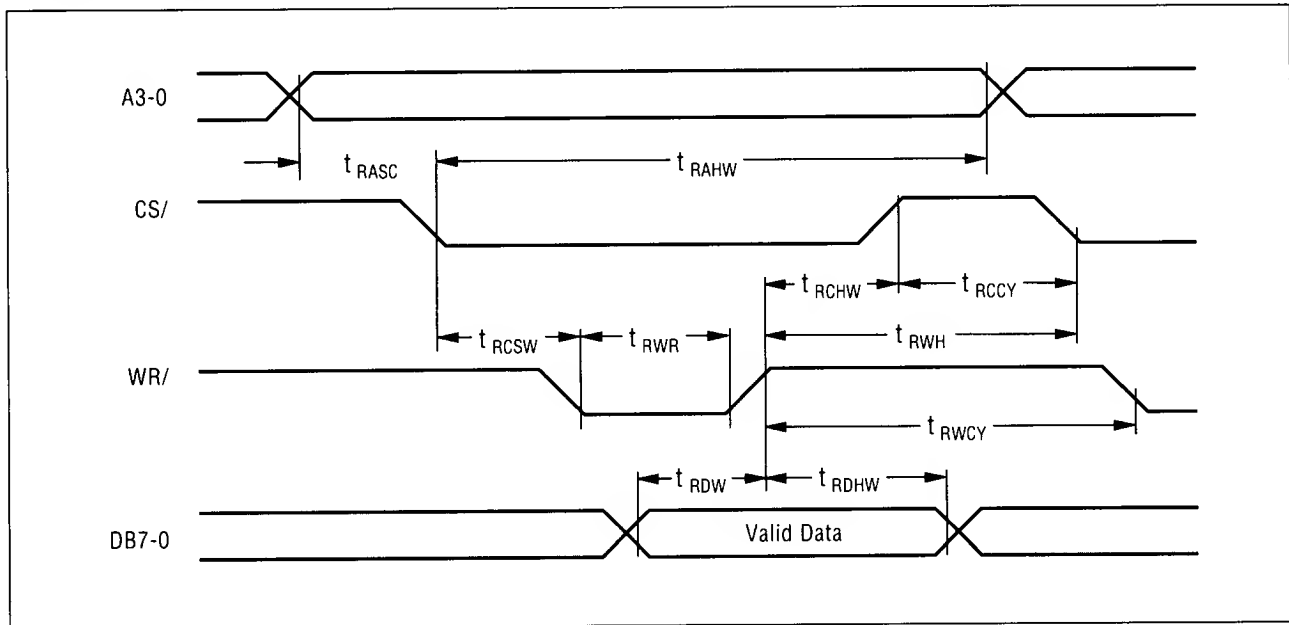 A3-0
t RASC
t RAHW
CS/
t RCHW
t RCCY
t RCSW
t RWR
t RWH
WR/
t RWCY
t RDW
t RDHW
DB7-0
Valid Data